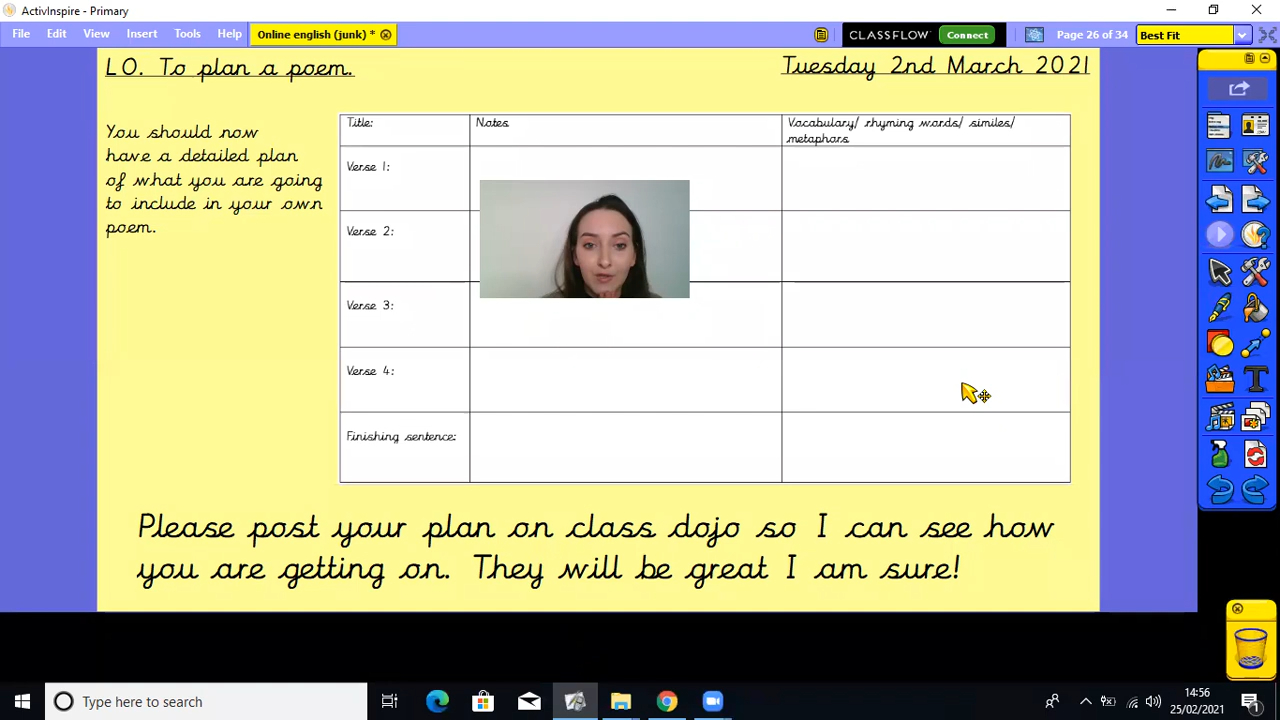 ActivInspire - Primary
File Edit View Insert Tools Help Online english (junk) * CLASSFLOW Connect Page 26 of 34 Best Fit
L O. To plan a poem. Tuesday 2nd March 2021
You should now
have a detailed plan
of what you are going
to include in your own
poem.
Title: Notes Vocabulary/ rhyming words/ similes/
metaphors
Verse 1:
Verse 2:
Verse 3:
Verse 4:
Finishing sentence:
Please post your plan on class dojo so I can see how
you are getting on. They will be great I am sure!
Type here to search
14:56
25/02/2021
1